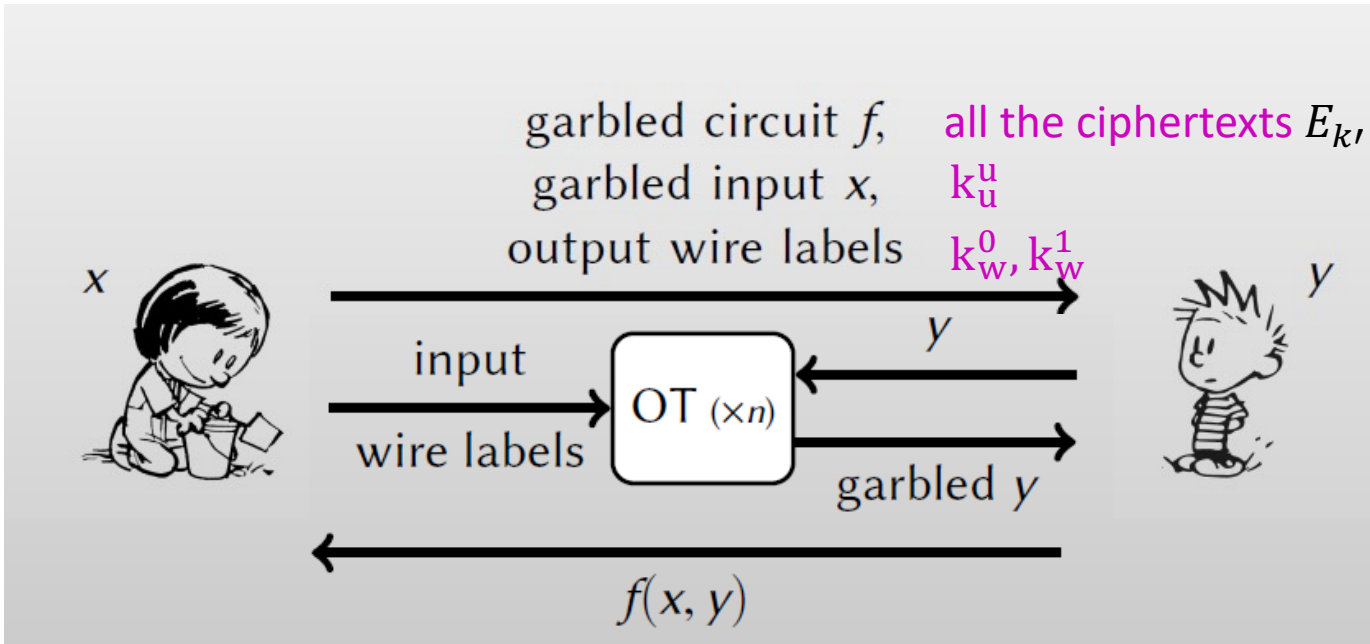 garbled circuit f, all the ciphertexts E_{k′}
garbled input x, k_u^u
output wire labels k_w^0, k_w^1
x
y
y
input
OT (×n)
wire labels
garbled y
f(x, y)